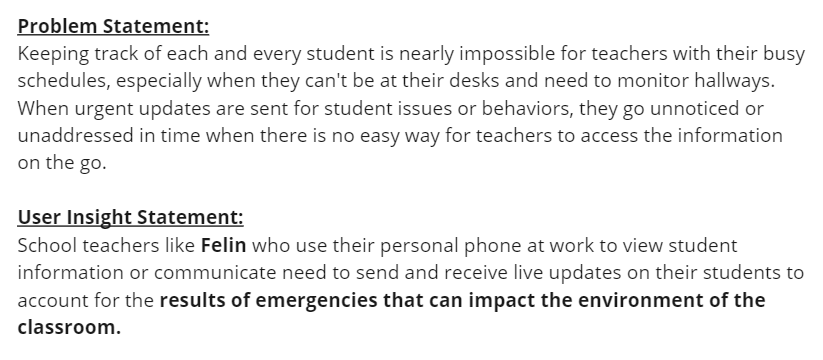 Problem Statement:
Keeping track of each and every student is nearly impossible for teachers with their busy
schedules, especially when they can't be at their desks and need to monitor hallways.
When urgent updates are sent for student issues or behaviors, they go unnoticed or
unaddressed in time when there is no easy way for teachers to access the information
on the go.
User Insight Statement:
School teachers like Felin who use their personal phone at work to view student
information or communicate need to send and receive live updates on their students to
account for the results of emergencies that can impact the environment of the
classroom.